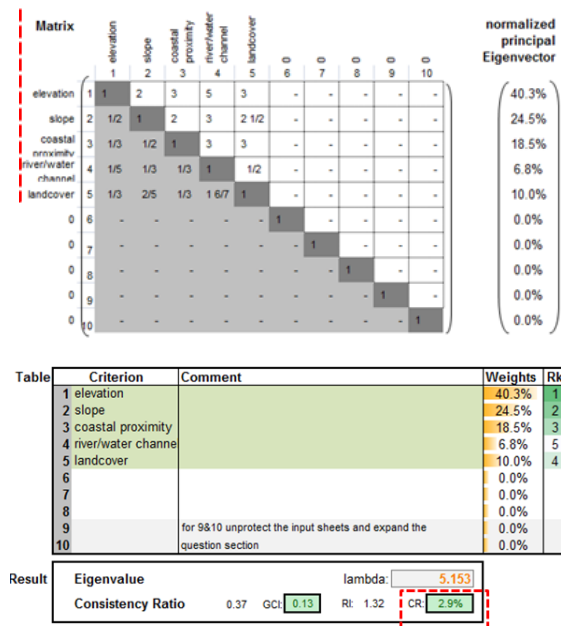 Matrix
elevation slope coastal proximity river/water channel landcover 0 0 0 0 0
normalized principal Eigenvector
1 2 3 4 5 6 7 8 9 10
elevation 1 1 2 3 5 3 - - - - - 40.3%
slope 2 1/2 1 2 3 2 1/2 - - - - - 24.5%
coastal proximity 3 1/3 1/2 1 3 3 - - - - - 18.5%
river/water channel 4 1/5 1/3 1/3 1 1/2 - - - - - 6.8%
landcover 5 1/3 2/5 1/3 1 6/7 1 - - - - - 10.0%
0 6 - - - - - 1 - - - - 0.0%
0 7 - - - - - - 1 - - - 0.0%
0 8 - - - - - - - 1 - - 0.0%
0 9 - - - - - - - - 1 - 0.0%
0 10 - - - - - - - - - 1 0.0%
Table Criterion Comment Weights Rk
1 elevation 40.3% 1
2 slope 24.5% 2
3 coastal proximity 18.5% 3
4 river/water channe 6.8% 5
5 landcover 10.0% 4
6 0.0%
7 0.0%
8 0.0%
9 for 9&10 unprotect the input sheets and expand the 0.0%
10 question section 0.0%
Result Eigenvalue lambda: 5.153
Consistency Ratio 0.37 GCI: 0.13 RI: 1.32 CR: 2.9%